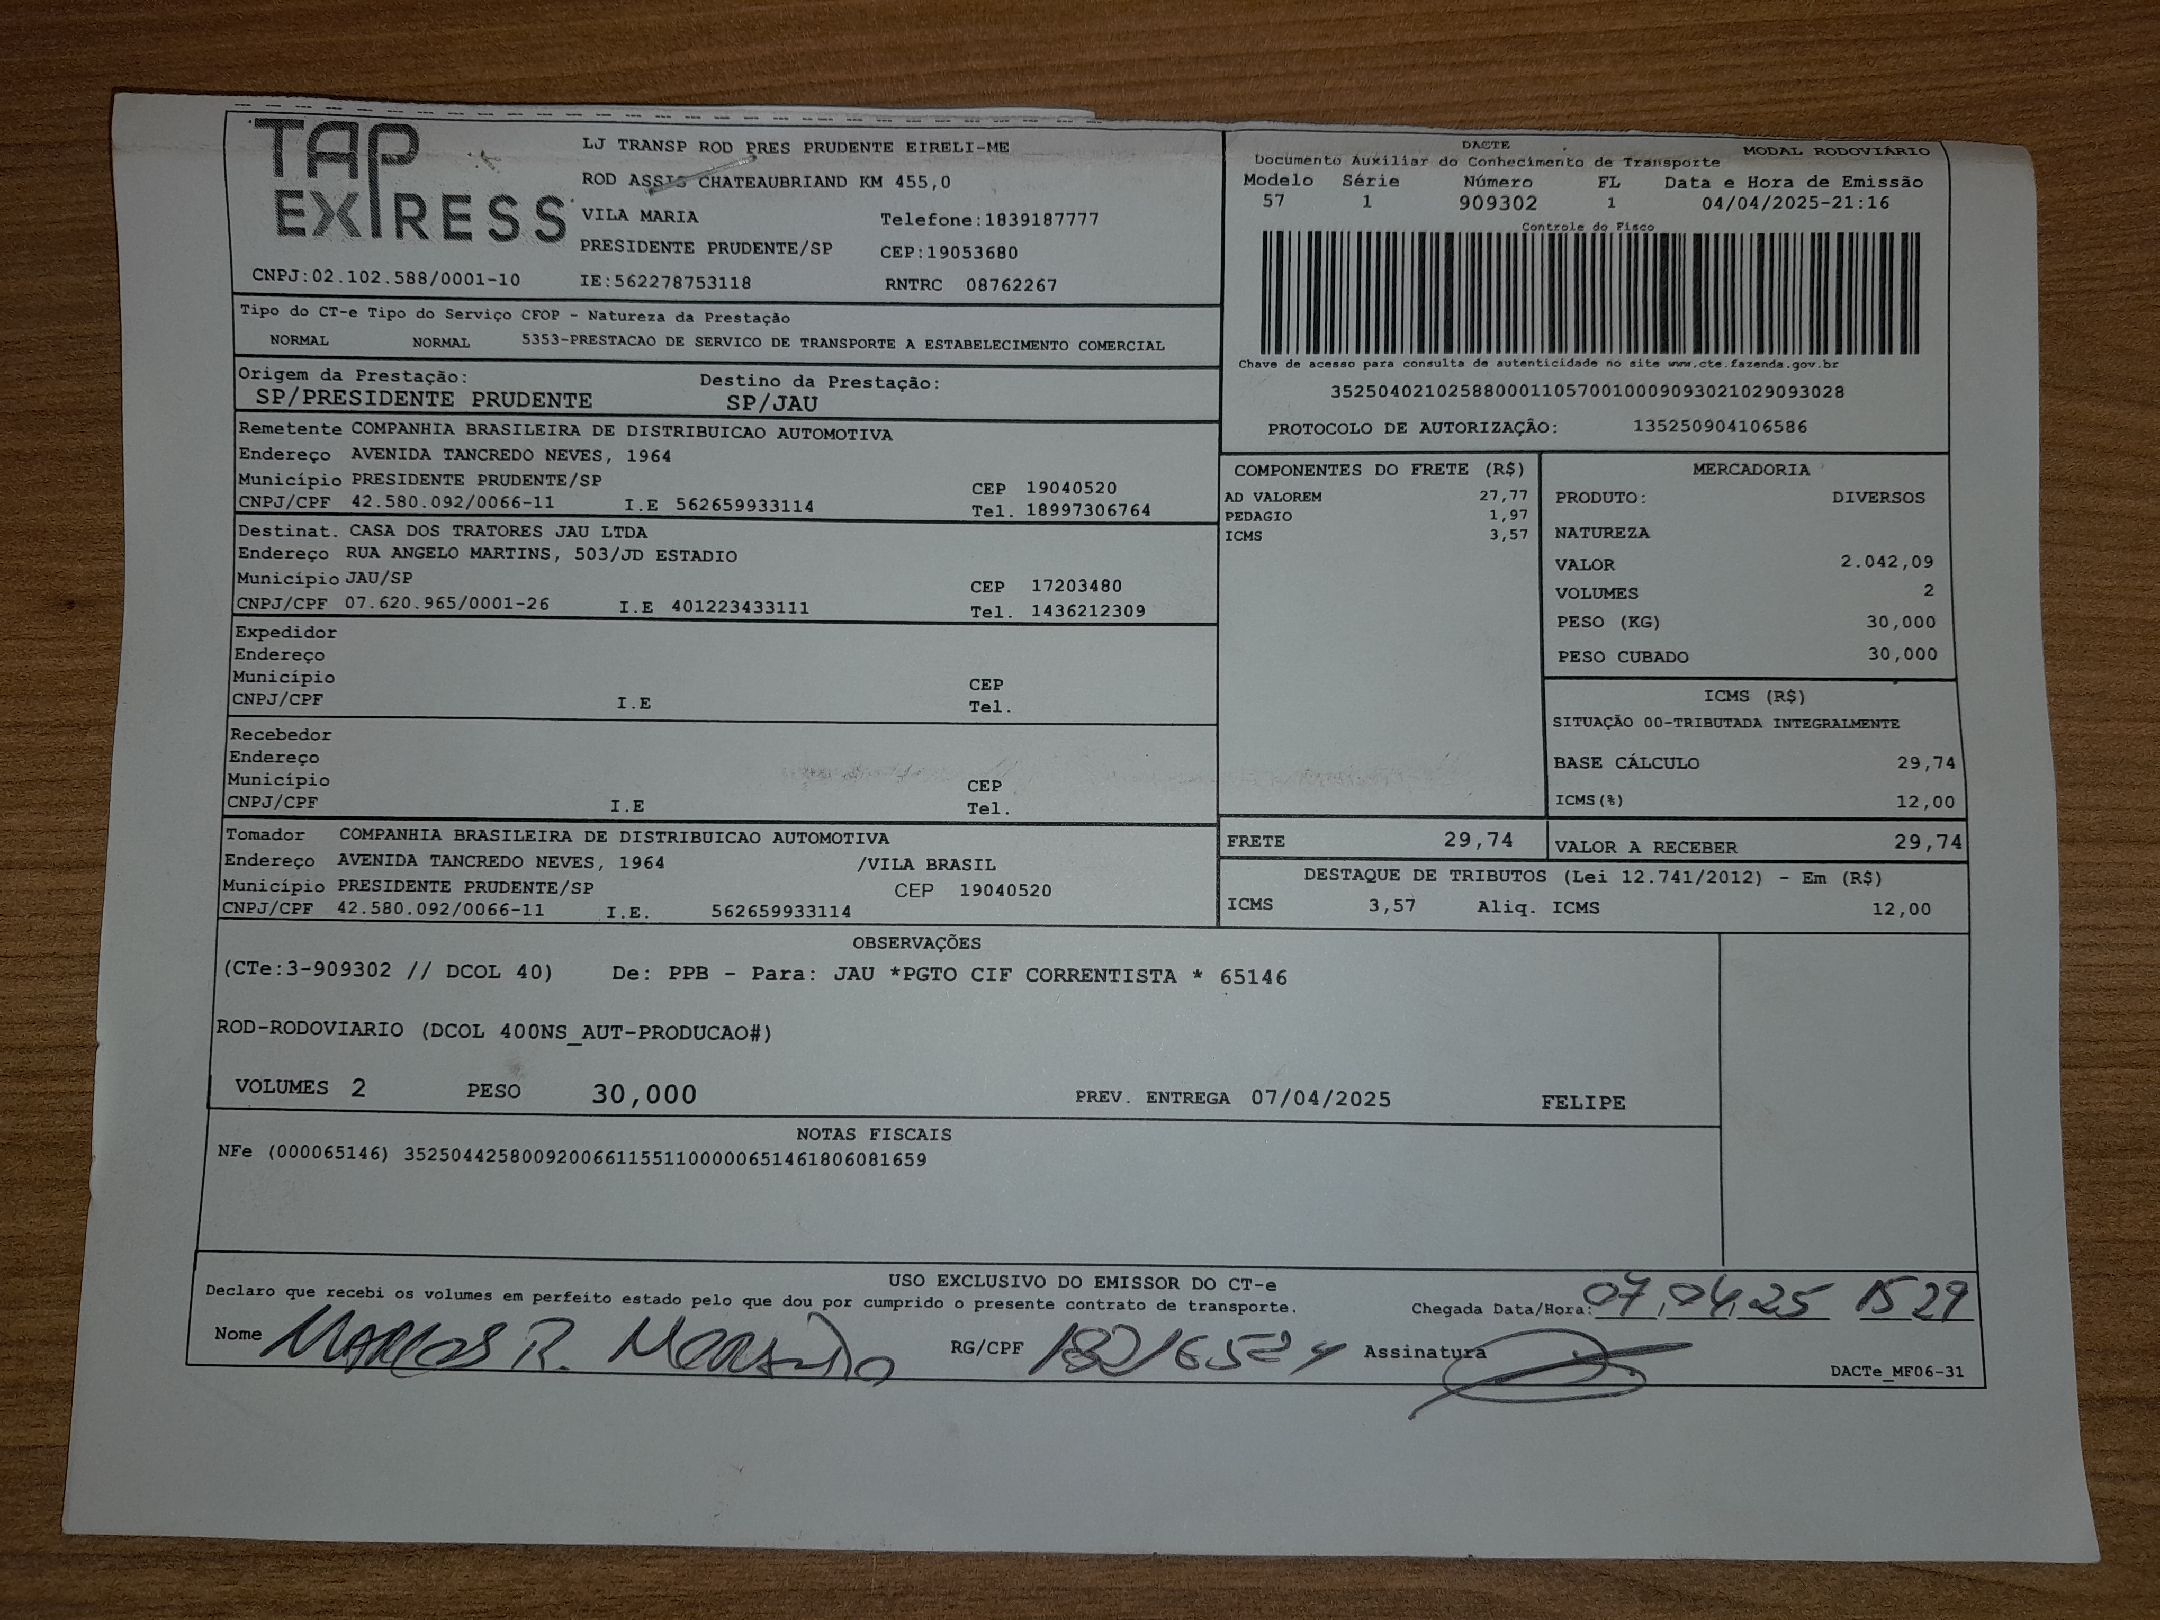 TAP EXPRESS
LJ TRANSP ROD PRES PRUDENTE EIRELI-ME
ROD ASSIS CHATEAUBRIAND KM 455,0
VILA MARIA Telefone:1839187777
PRESIDENTE PRUDENTE/SP CEP:19053680
CNPJ:02.102.588/0001-10 IE:562278753118 RNTRC 08762267
DACTE MODAL RODOVIÁRIO
Documento Auxiliar do Conhecimento de Transporte
Modelo Série Número FL Data e Hora de Emissão
57 1 909302 1 04/04/2025-21:16
Controle do Fisco
Chave de acesso para consulta de autenticidade no site www.cte.fazenda.gov.br
35250402102588000110570010009093021029093028
PROTOCOLO DE AUTORIZAÇÃO: 135250904106586
Tipo do CT-e Tipo do Serviço CFOP - Natureza da Prestação
NORMAL NORMAL 5353-PRESTACAO DE SERVICO DE TRANSPORTE A ESTABELECIMENTO COMERCIAL
Origem da Prestação: Destino da Prestação:
SP/PRESIDENTE PRUDENTE SP/JAU
Remetente COMPANHIA BRASILEIRA DE DISTRIBUICAO AUTOMOTIVA
Endereço AVENIDA TANCREDO NEVES, 1964
Município PRESIDENTE PRUDENTE/SP CEP 19040520
CNPJ/CPF 42.580.092/0066-11 I.E 562659933114 Tel. 18997306764
Destinat. CASA DOS TRATORES JAU LTDA
Endereço RUA ANGELO MARTINS, 503/JD ESTADIO
Município JAU/SP CEP 17203480
CNPJ/CPF 07.620.965/0001-26 I.E 401223433111 Tel. 1436212309
Expedidor
Endereço
Município CEP
CNPJ/CPF I.E Tel.
Recebedor
Endereço
Município CEP
CNPJ/CPF I.E Tel.
Tomador COMPANHIA BRASILEIRA DE DISTRIBUICAO AUTOMOTIVA
Endereço AVENIDA TANCREDO NEVES, 1964 /VILA BRASIL
Município PRESIDENTE PRUDENTE/SP CEP 19040520
CNPJ/CPF 42.580.092/0066-11 I.E. 562659933114
COMPONENTES DO FRETE (R$)
AD VALOREM 27,77
PEDAGIO 1,97
ICMS 3,57
MERCADORIA
PRODUTO: DIVERSOS
NATUREZA
VALOR 2.042,09
VOLUMES 2
PESO (KG) 30,000
PESO CUBADO 30,000
ICMS (R$)
SITUAÇÃO 00-TRIBUTADA INTEGRALMENTE
BASE CÁLCULO 29,74
ICMS(%) 12,00
FRETE 29,74 VALOR A RECEBER 29,74
DESTAQUE DE TRIBUTOS (Lei 12.741/2012) - Em (R$)
ICMS 3,57 Aliq. ICMS 12,00
OBSERVAÇÕES
(CTe:3-909302 // DCOL 40) De: PPB - Para: JAU *PGTO CIF CORRENTISTA * 65146
ROD-RODOVIARIO (DCOL 400NS_AUT-PRODUCAO#)
VOLUMES 2 PESO 30,000 PREV. ENTREGA 07/04/2025 FELIPE
NOTAS FISCAIS
NFe (000065146) 35250442580092006611551100000651461806081659
USO EXCLUSIVO DO EMISSOR DO CT-e
Declaro que recebi os volumes em perfeito estado pelo que dou por cumprido o presente contrato de transporte. Chegada Data/Hora: 07,04,25 15 29
Nome MARCOS R. RG/CPF Assinatura
DACTe_MF06-31